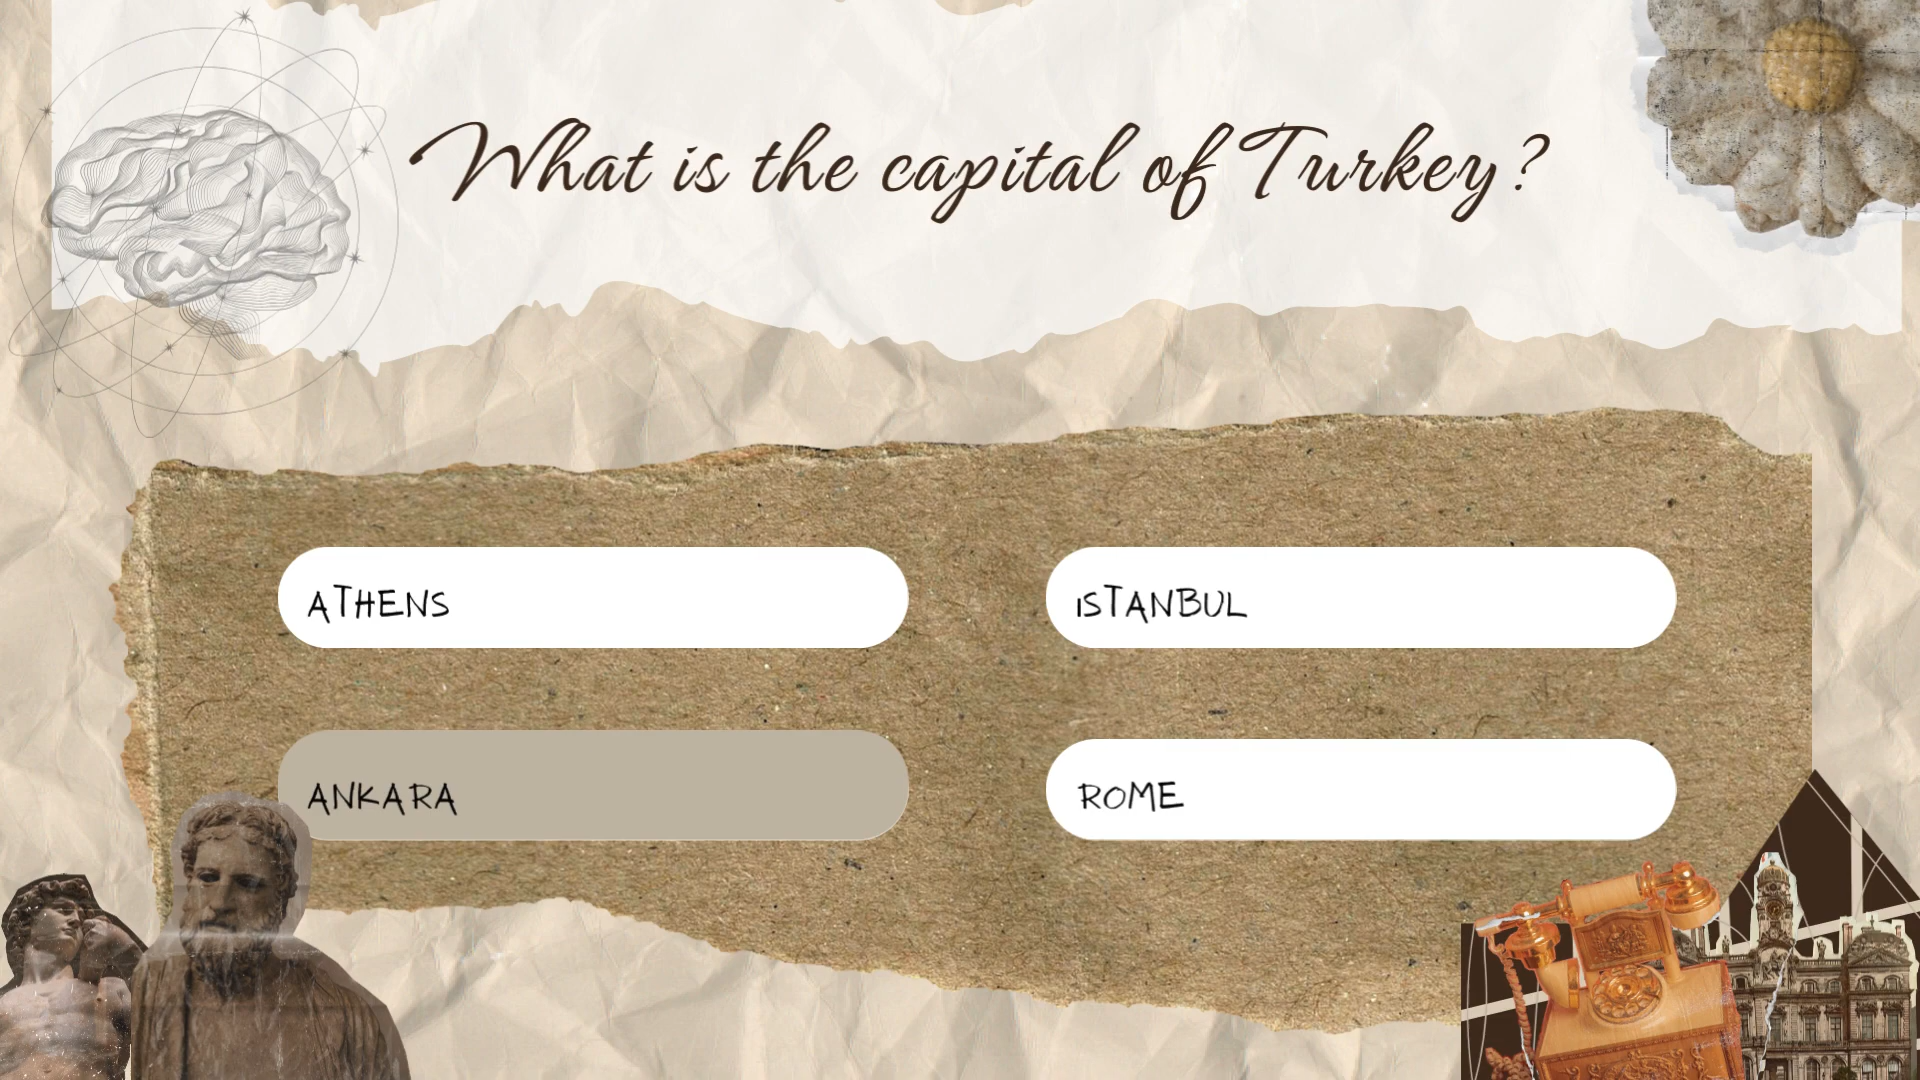 What is the capital of Turkey?
ATHENS
ISTANBUL
ANKARA
ROME